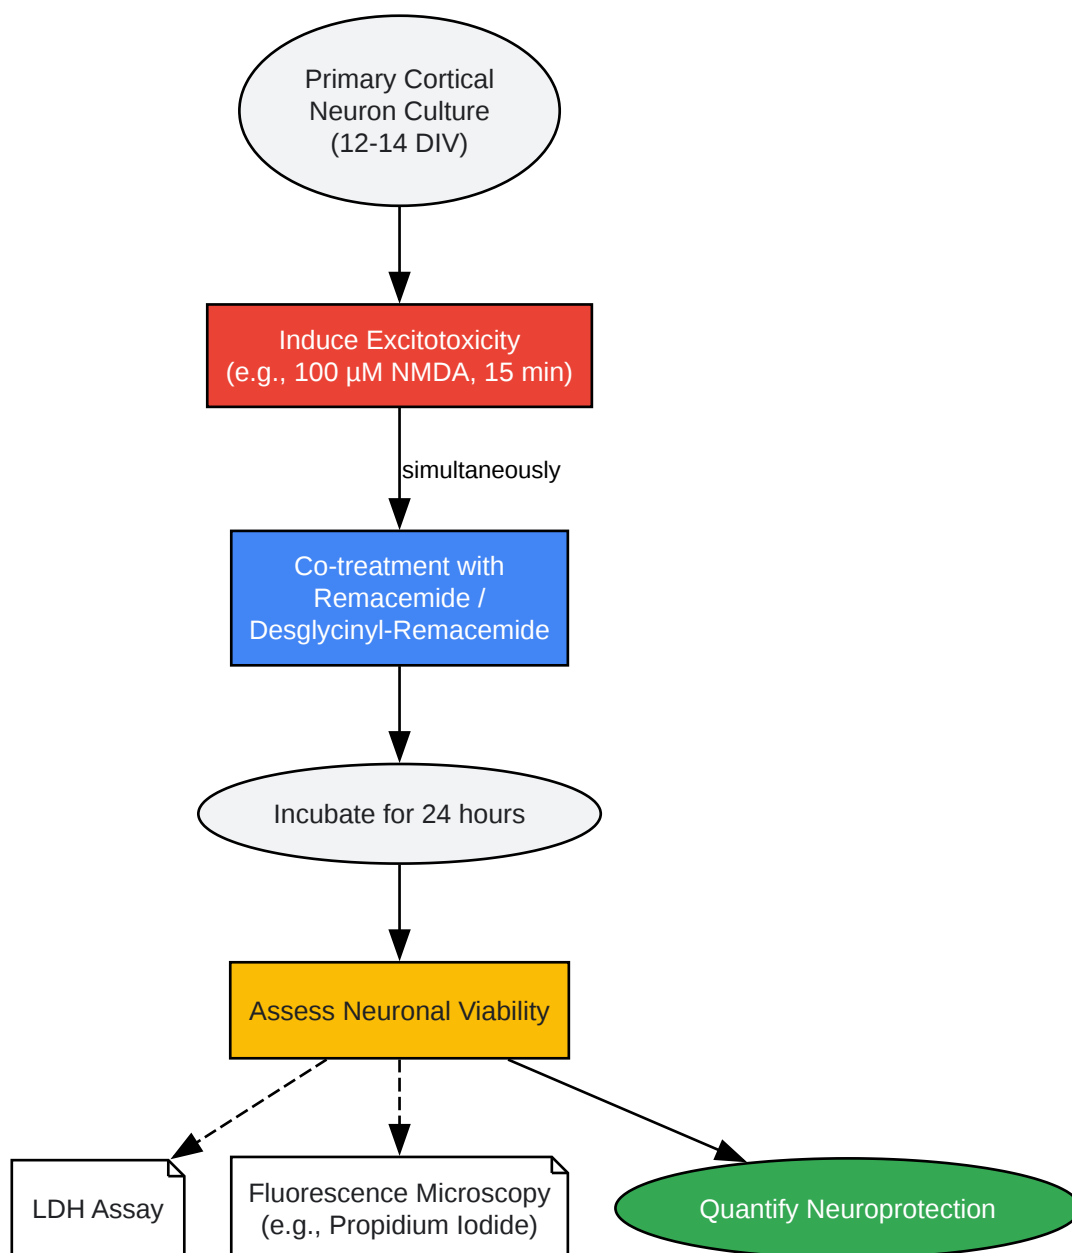 Primary Cortical
Neuron Culture
(12-14 DIV)
Induce Excitotoxicity
(e.g., 100 µM NMDA, 15 min)
simultaneously
Co-treatment with
Remacemide /
Desglycinyl-Remacemide
Incubate for 24 hours
Assess Neuronal Viability
LDH Assay
Fluorescence Microscopy
(e.g., Propidium Iodide)
Quantify Neuroprotection